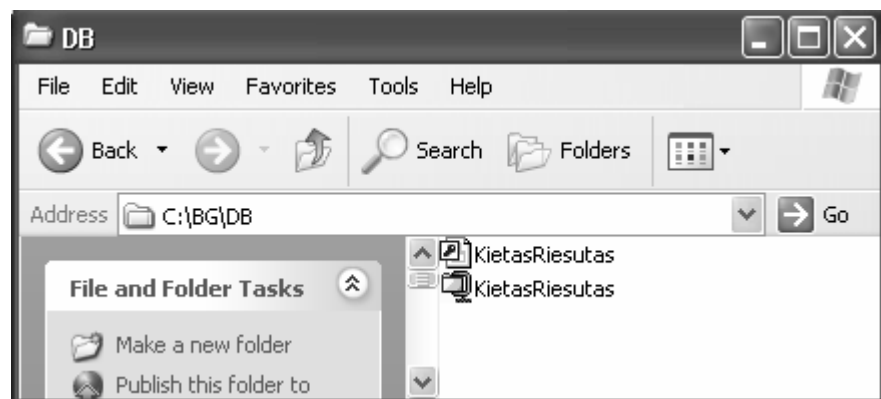 DB
File Edit View Favorites Tools Help
Back Search Folders
Address C:\BG\DB Go
KietasRiesutas
File and Folder Tasks
KietasRiesutas
Make a new folder
Publish this folder to